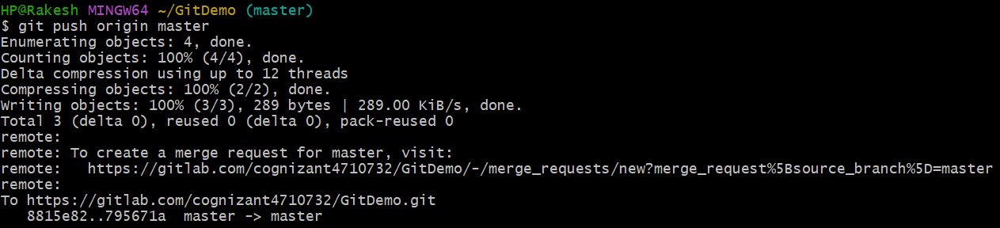 HP@Rakesh MINGW64 ~/GitDemo (master)
$ git push origin master
Enumerating objects: 4, done.
Counting objects: 100% (4/4), done.
Delta compression using up to 12 threads
Compressing objects: 100% (2/2), done.
Writing objects: 100% (3/3), 289 bytes | 289.00 KiB/s, done.
Total 3 (delta 0), reused 0 (delta 0), pack-reused 0
remote:
remote: To create a merge request for master, visit:
remote:   https://gitlab.com/cognizant4710732/GitDemo/-/merge_requests/new?merge_request%5Bsource_branch%5D=master
remote:
To https://gitlab.com/cognizant4710732/GitDemo.git
   8815e82..795671a  master -> master